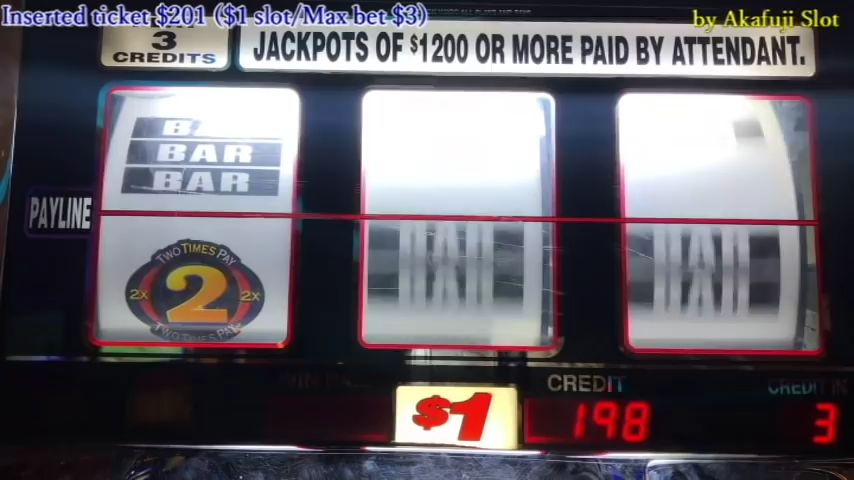 Inserted ticket $201 ($1 slot/Max bet $3)
by Akafuji Slot
3
CREDITS
JACKPOTS OF $1200 OR MORE PAID BY ATTENDANT.
BAR
BAR
PAYLINE
TWO TIMES PAY
2X 2 2X
TWO TIMES PAY
WIN PAID
CREDIT
CREDIT IN
$1
198
3